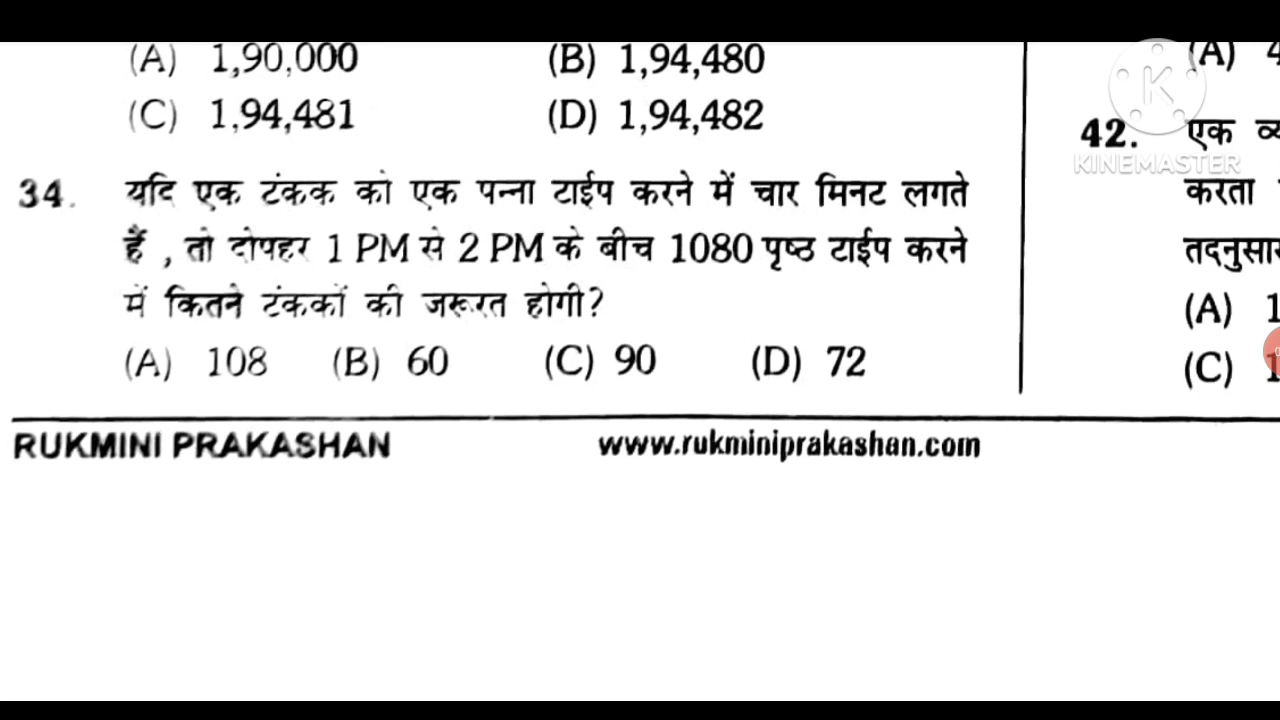 (A) 1,90,000 (B) 1,94,480
(C) 1,94,481 (D) 1,94,482
34. यदि एक टंकक को एक पन्ना टाईप करने में चार मिनट लगते
हैं , तो दोपहर 1 PM से 2 PM के बीच 1080 पृष्ठ टाईप करने
में कितने टंककों की जरूरत होगी?
(A) 108 (B) 60 (C) 90 (D) 72
RUKMINI PRAKASHAN www.rukminiprakashan.com
(A) 4
42. एक
करता
तदनुसार
(A) 1
(C) 1
KINEMASTER